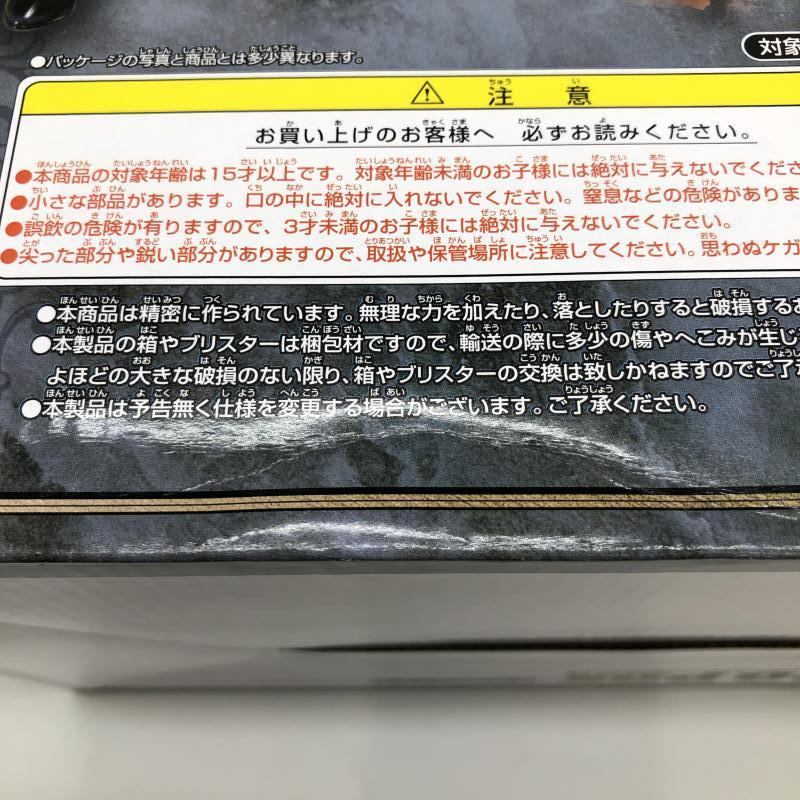 ●パッケージの写真と商品とは多少異なります。
対象
⚠ 注意
お買い上げのお客様へ 必ずお読みください。
●本商品の対象年齢は15才以上です。対象年齢未満のお子様には絶対に与えないでくださ
●小さな部品があります。口の中に絶対に入れないでください。窒息などの危険がありま
●誤飲の危険が有りますので、3才未満のお子様には絶対に与えないでください。
●尖った部分や鋭い部分がありますので、取扱や保管場所に注意してください。思わぬケガ
●本商品は精密に作られています。無理な力を加えたり、落としたりすると破損するお
●本製品の箱やブリスターは梱包材ですので、輸送の際に多少の傷やへこみが生じ
よほどの大きな破損のない限り、箱やブリスターの交換は致しかねますのでご了
●本製品は予告無く仕様を変更する場合がございます。ご了承ください。